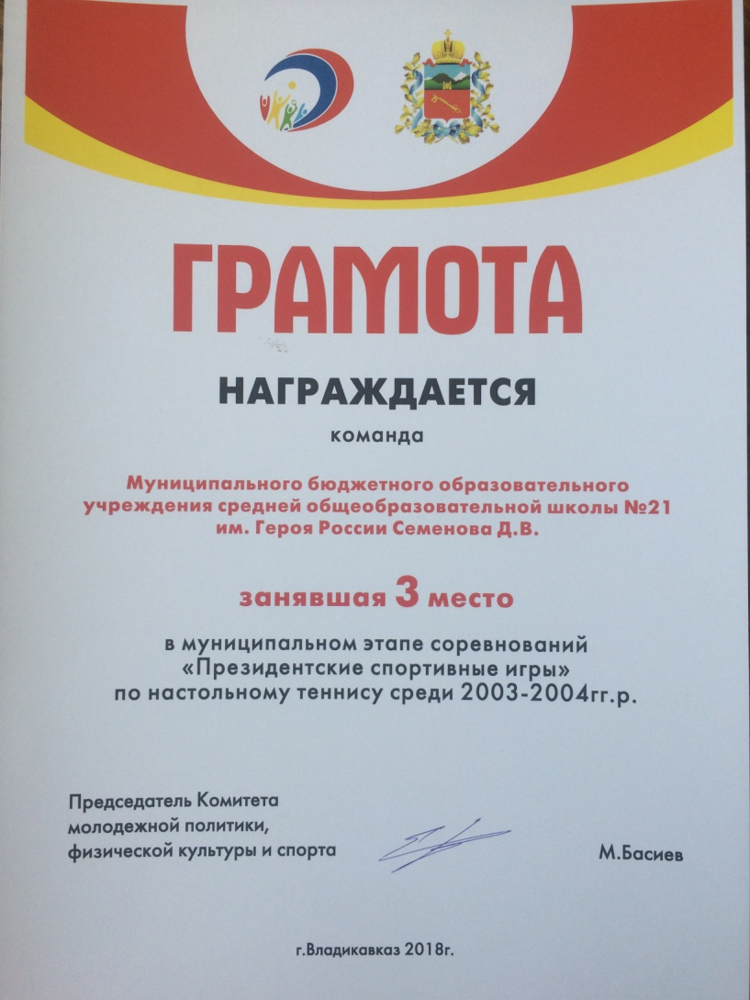 ГРАМОТА
НАГРАЖДАЕТСЯ
команда
Муниципального бюджетного образовательного
учреждения средней общеобразовательной школы №21
им. Героя России Семенова Д.В.
занявшая 3 место
в муниципальном этапе соревнований
«Президентские спортивные игры»
по настольному теннису среди 2003-2004гг.р.
Председатель Комитета
молодежной политики,
физической культуры и спорта
М.Басиев
г.Владикавказ 2018г.